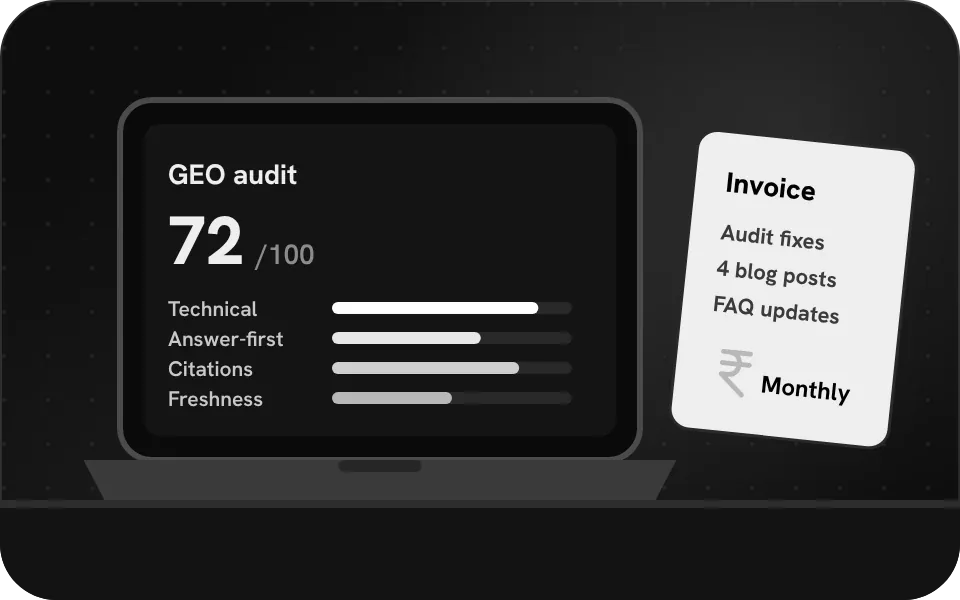 GEO audit
72 /100
Technical
Answer-first
Citations
Freshness
Invoice
Audit fixes
4 blog posts
FAQ updates
₹ Monthly